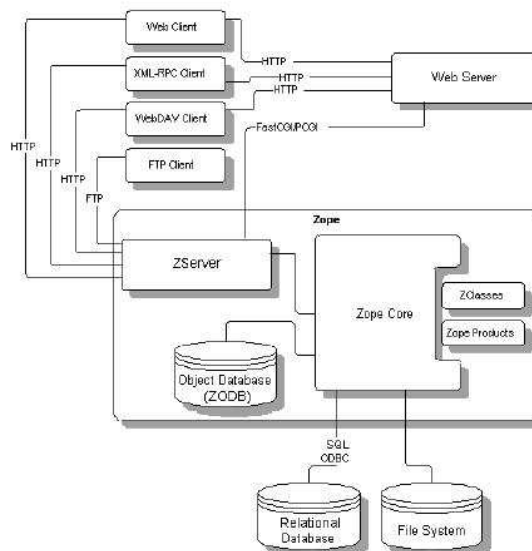 Web Client
HTTP
XML-RPC Client
HTTP
Web Server
HTTP
WebDAV Client
FastCGI/PCGI
HTTP
HTTP
HTTP
FTP Client
FTP
Zope
ZServer
Zope Core
ZClasses
Zope Products
Object Database
(ZODB)
SQL
ODBC
Relational
Database
File System